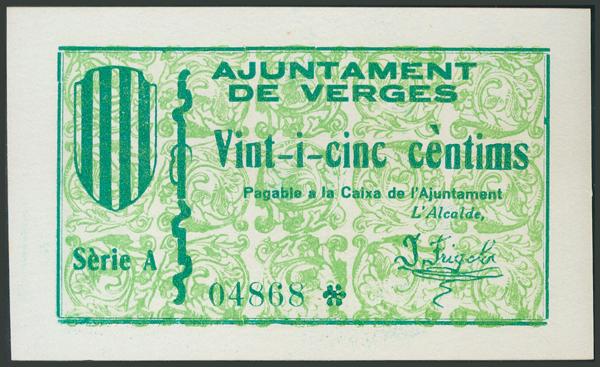 AJUNTAMENT
DE VERGES
Vint-i-cinc cèntims
Pagable a la Caixa de l'Ajuntament
L'Alcalde,
Sèrie A
04868 *